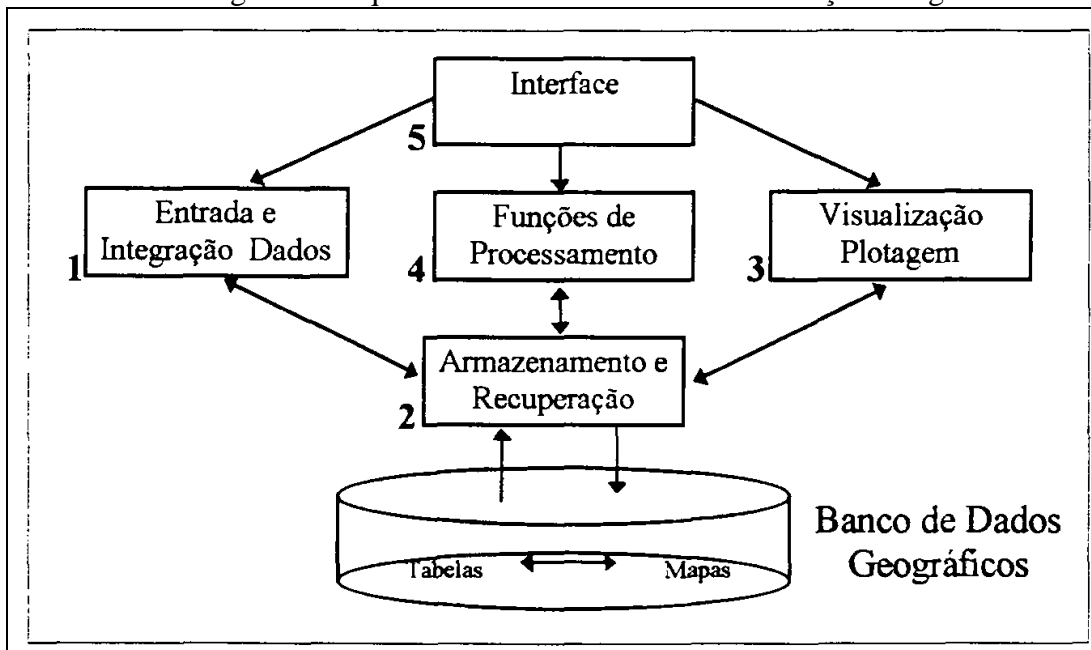 Interface
5
Entrada e
Integração Dados
1
Funções de
Processamento
4
Visualização
Plotagem
3
Armazenamento e
Recuperação
2
Tabelas
Mapas
Banco de Dados
Geográficos